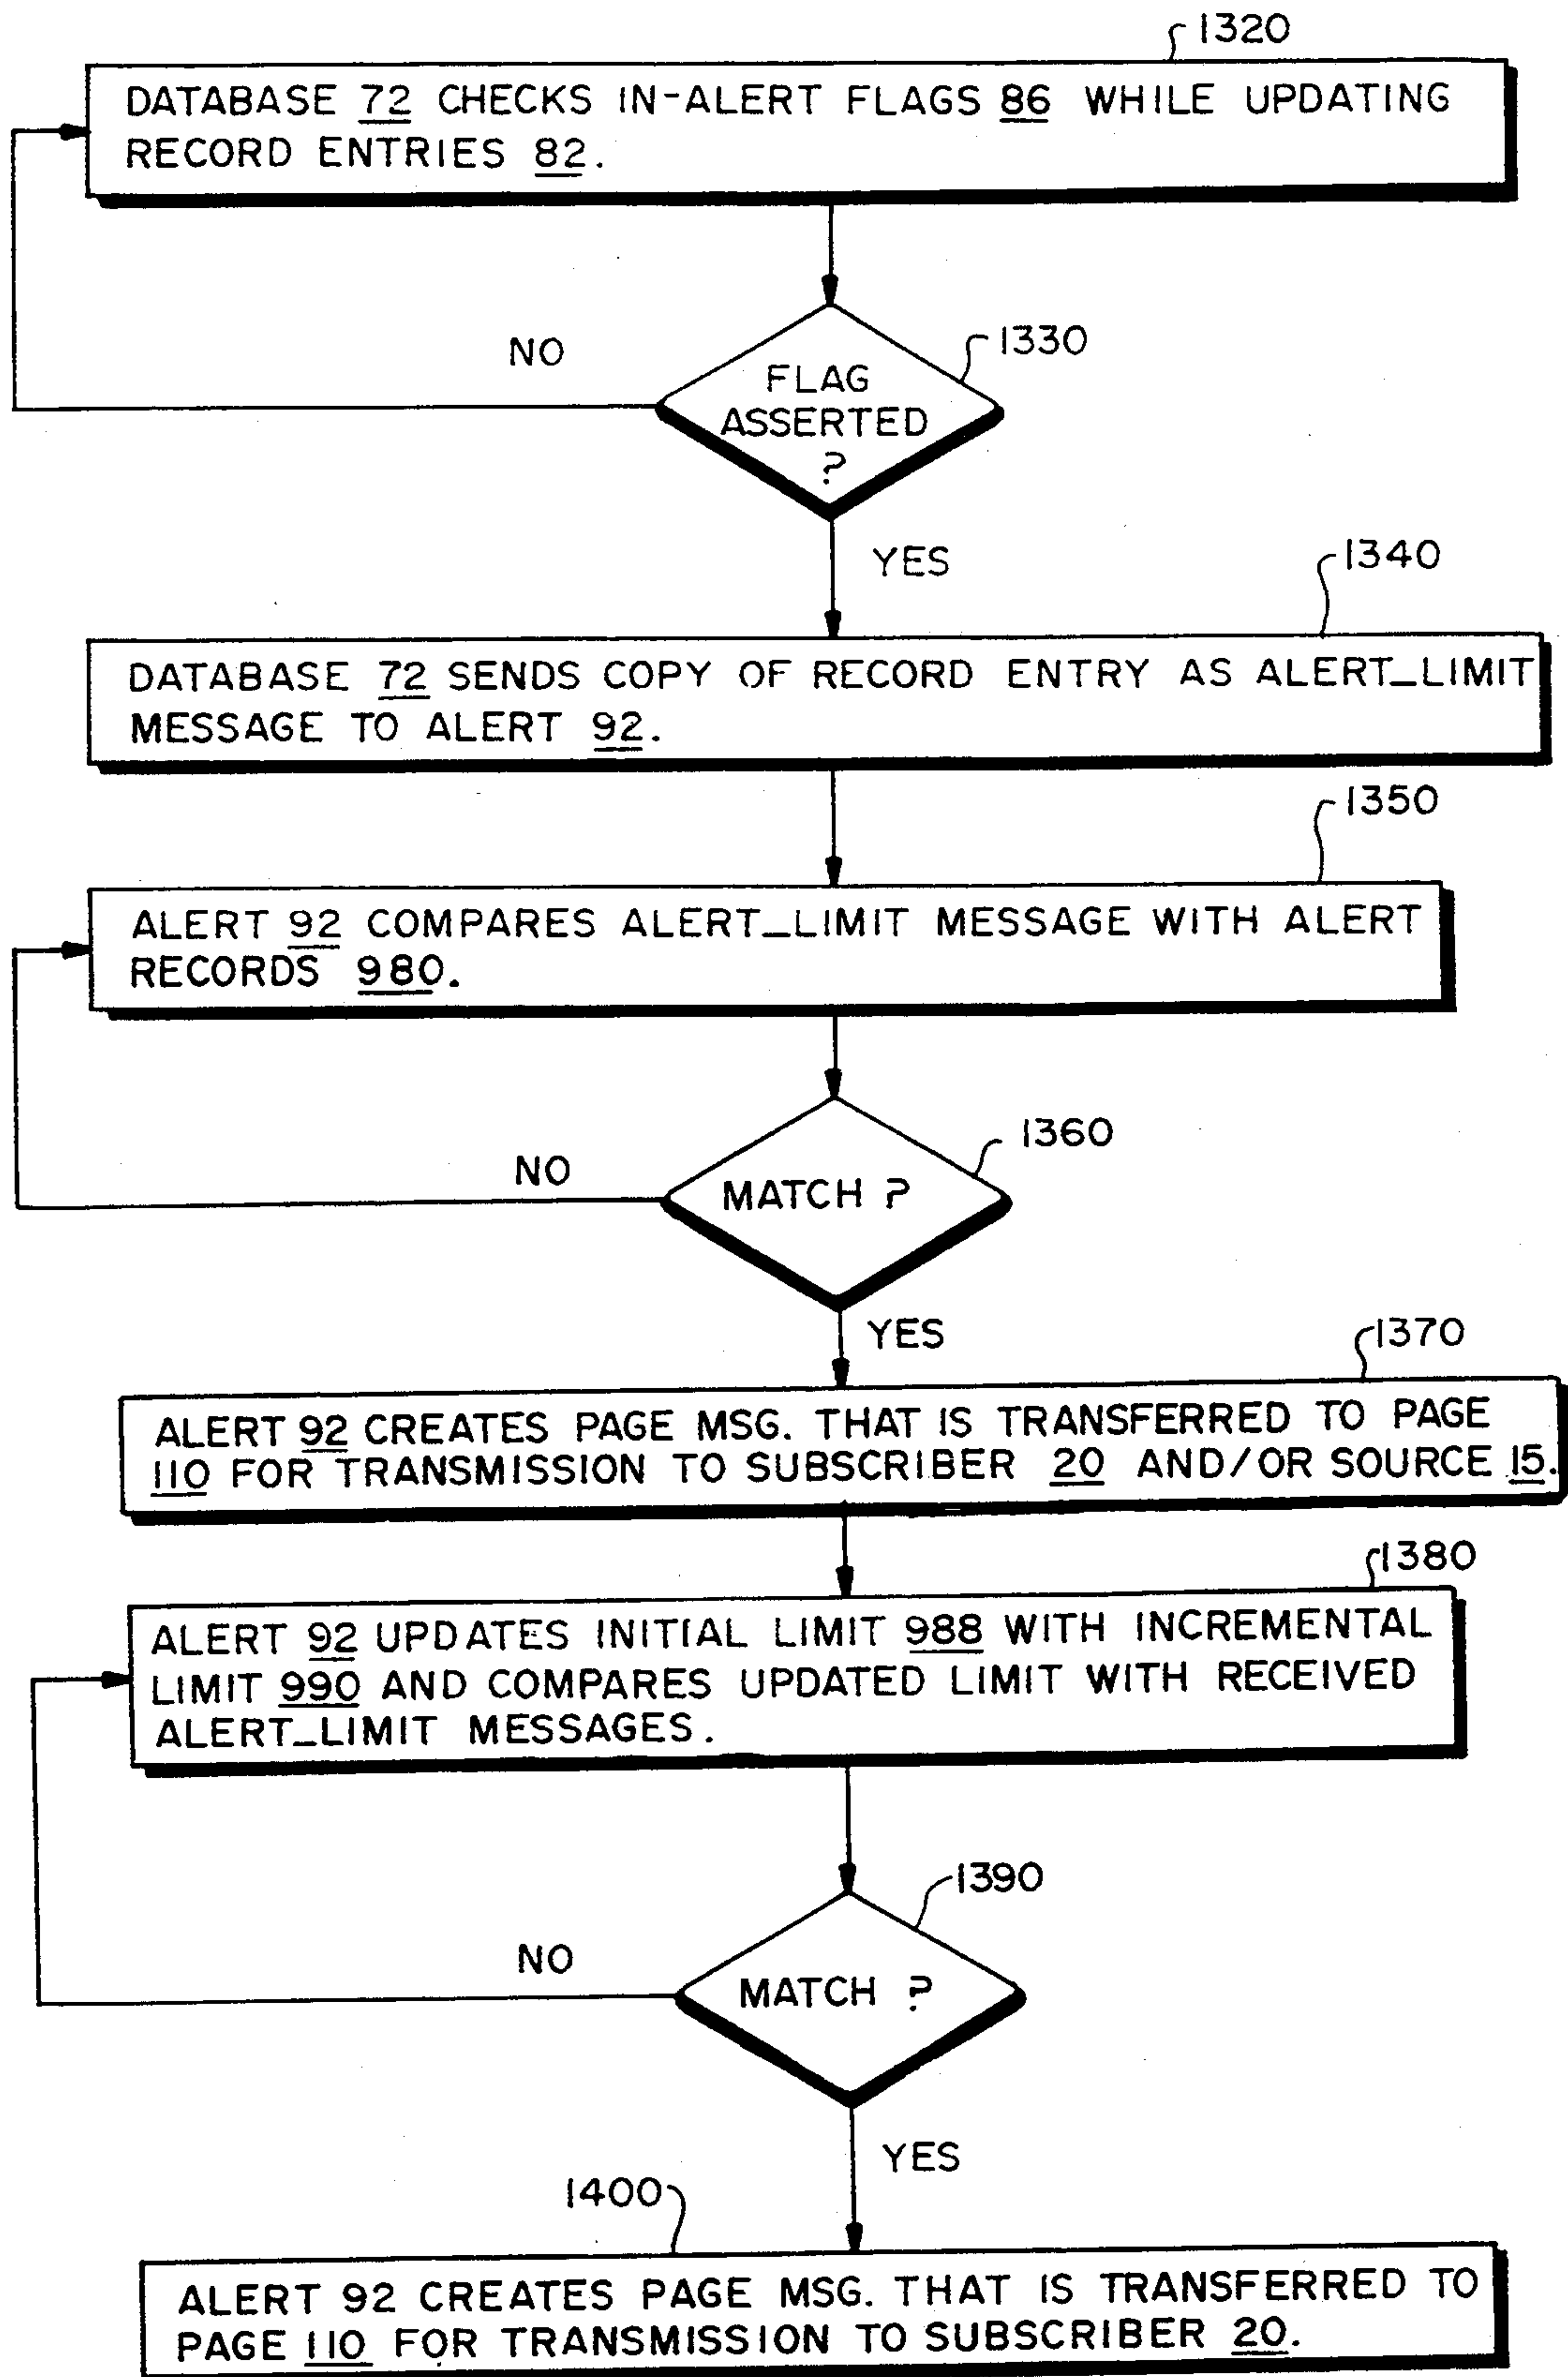 1320
DATABASE 72 CHECKS IN-ALERT FLAGS 86 WHILE UPDATING
RECORD ENTRIES 82.
NO
1330
FLAG
ASSERTED
?
YES
1340
DATABASE 72 SENDS COPY OF RECORD ENTRY AS ALERT_LIMIT
MESSAGE TO ALERT 92.
1350
ALERT 92 COMPARES ALERT_LIMIT MESSAGE WITH ALERT
RECORDS 980.
1360
NO
MATCH ?
YES
1370
ALERT 92 CREATES PAGE MSG. THAT IS TRANSFERRED TO PAGE
110 FOR TRANSMISSION TO SUBSCRIBER 20 AND/OR SOURCE 15.
1380
ALERT 92 UPDATES INITIAL LIMIT 988 WITH INCREMENTAL
LIMIT 990 AND COMPARES UPDATED LIMIT WITH RECEIVED
ALERT_LIMIT MESSAGES.
1390
NO
MATCH ?
YES
1400
ALERT 92 CREATES PAGE MSG. THAT IS TRANSFERRED TO
PAGE 110 FOR TRANSMISSION TO SUBSCRIBER 20.